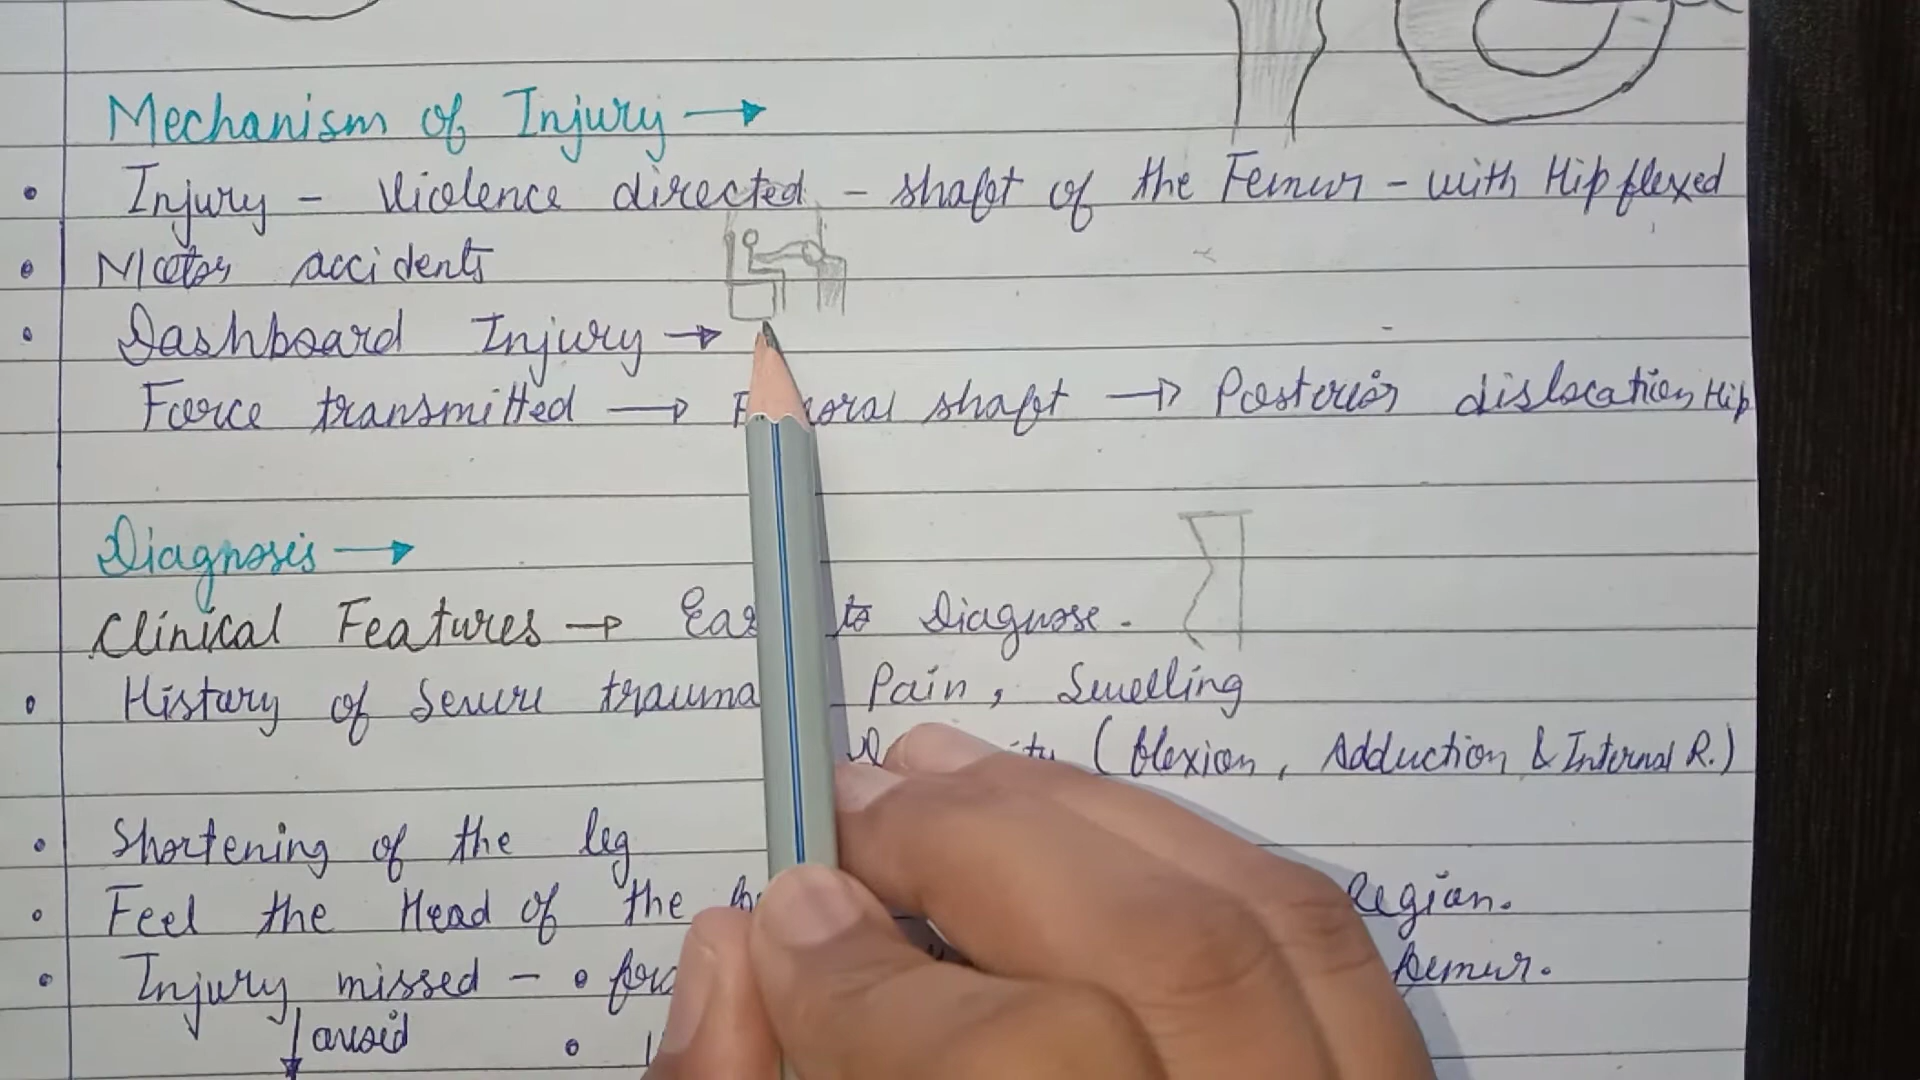 Mechanism of Injury →
• Injury - Violence directed - shaft of the Femur - with Hip flexed
• Motor accidents
• Dashboard Injury →
Force transmitted → Femoral shaft → Posterior dislocation Hip
Diagnosis →
Clinical Features → to Diagnose.
• History of Severe trauma Pain, Swelling
(flexion, Adduction & Internal R.)
• Shortening of the leg
• Feel the Head of the Region.
• Injury missed - • femur.
↓ avoid •